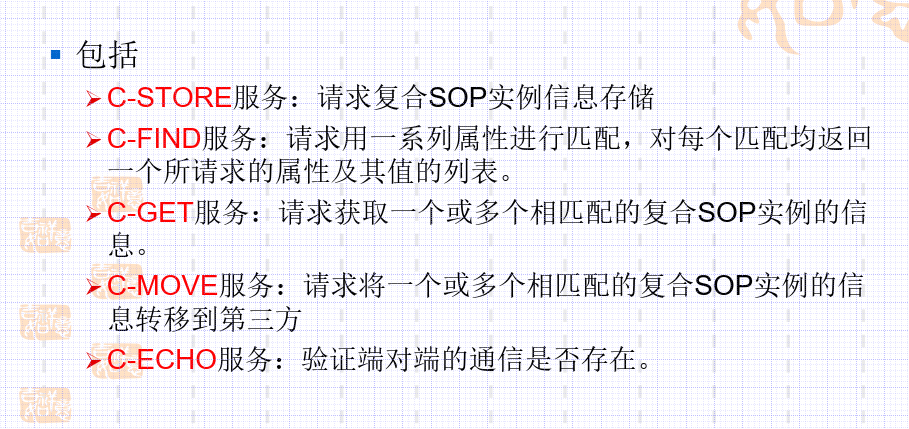 包括
C-STORE服务：请求复合SOP实例信息存储
C-FIND服务：请求用一系列属性进行匹配，对每个匹配均返回
一个所请求的属性及其值的列表。
C-GET服务：请求获取一个或多个相匹配的复合SOP实例的信
息。
C-MOVE服务：请求将一个或多个相匹配的复合SOP实例的信
息转移到第三方
C-ECHO服务：验证端对端的通信是否存在。